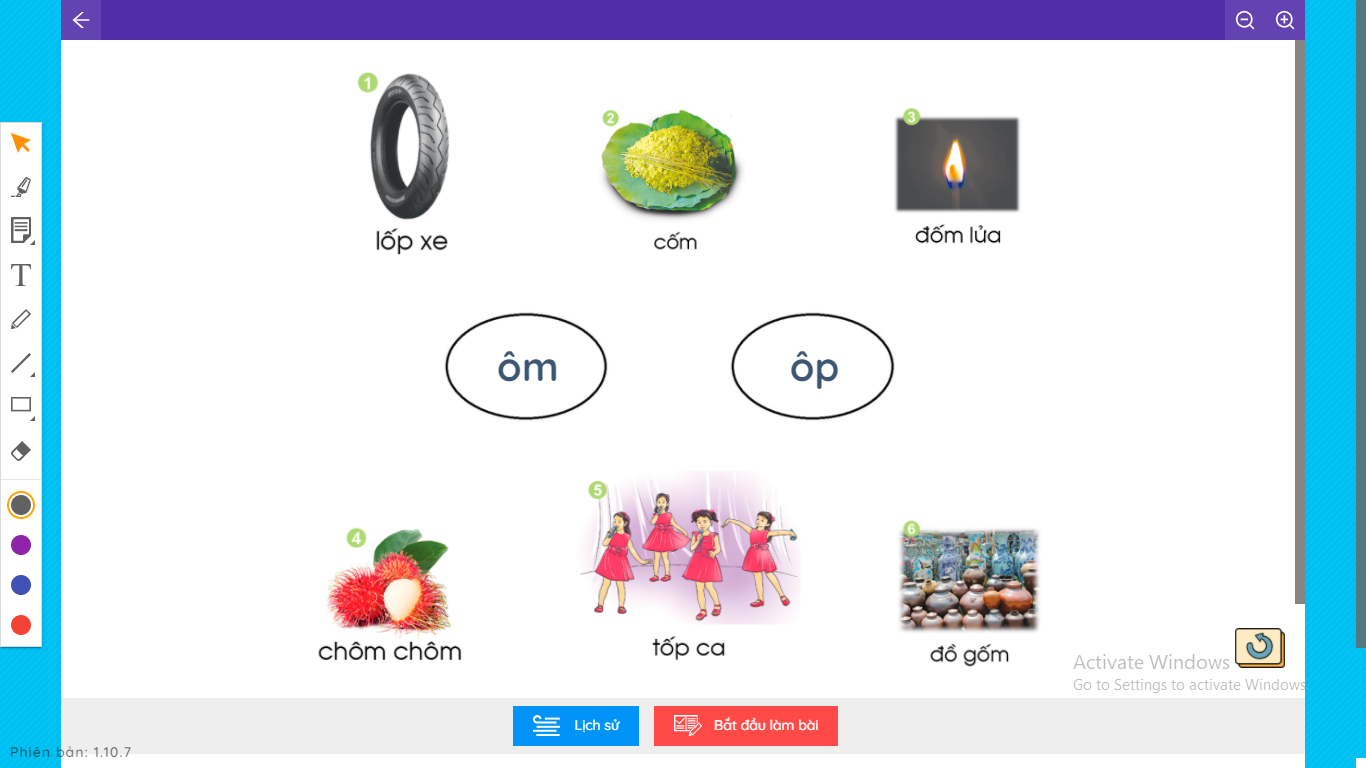 1
2
3
lốp xe
cốm
đốm lửa
ôm
ôp
4
5
6
chôm chôm
tốp ca
đồ gốm
T
Activate Windows
Go to Settings to activate Windows
Lịch sử
Bắt đầu làm bài
Phiên bản: 1.10.7